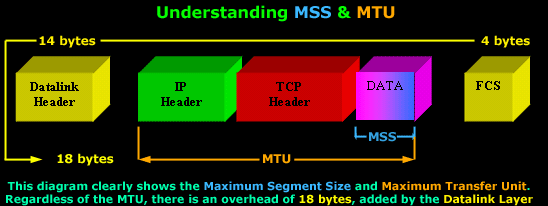 Understanding MSS & MTU
14 bytes
4 bytes
Datalink
Header
IP
Header
TCP
Header
DATA
FCS
MSS
MTU
18 bytes
This diagram clearly shows the Maximum Segment Size and Maximum Transfer Unit.
Regardless of the MTU, there is an overhead of 18 bytes, added by the Datalink Layer